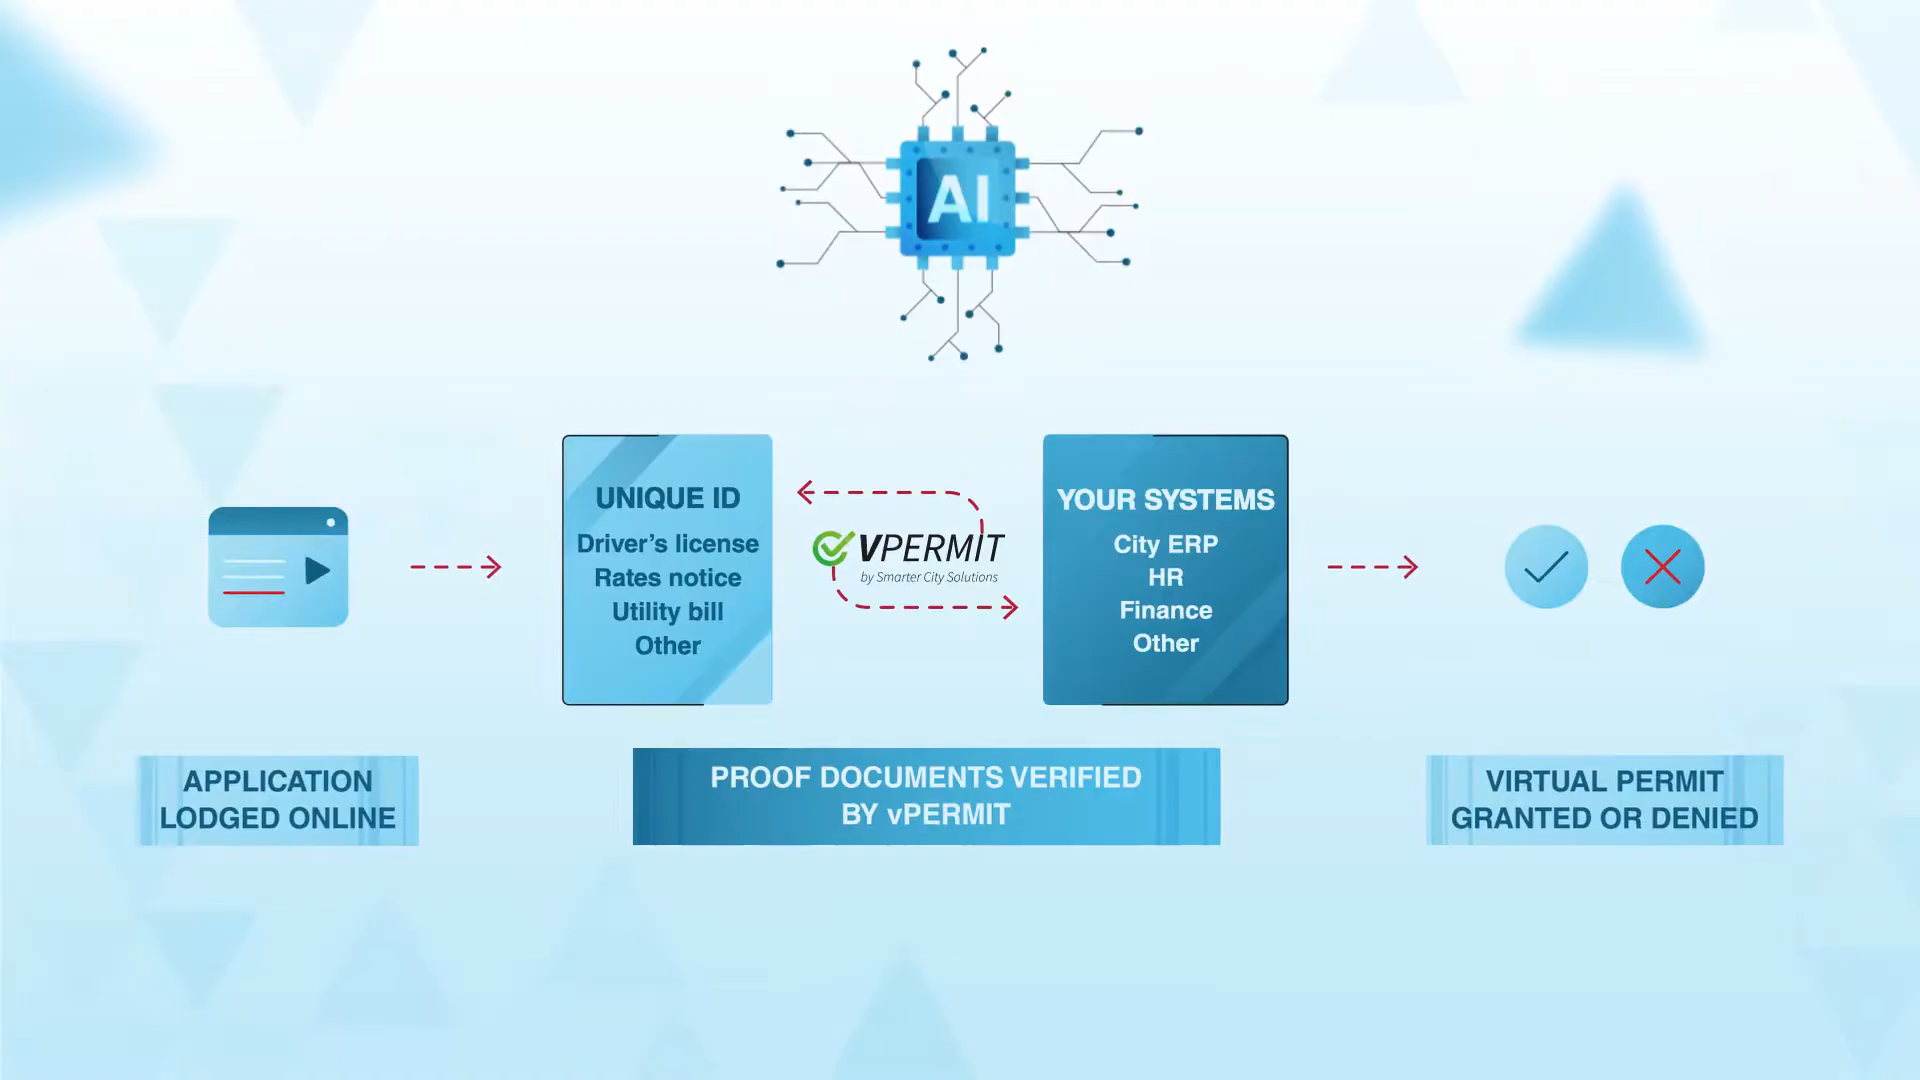 AI
UNIQUE ID
Driver’s license
Rates notice
Utility bill
Other
VPERMIT
by Smarter City Solutions
YOUR SYSTEMS
City ERP
HR
Finance
Other
APPLICATION
LODGED ONLINE
PROOF DOCUMENTS VERIFIED
BY vPERMIT
VIRTUAL PERMIT
GRANTED OR DENIED